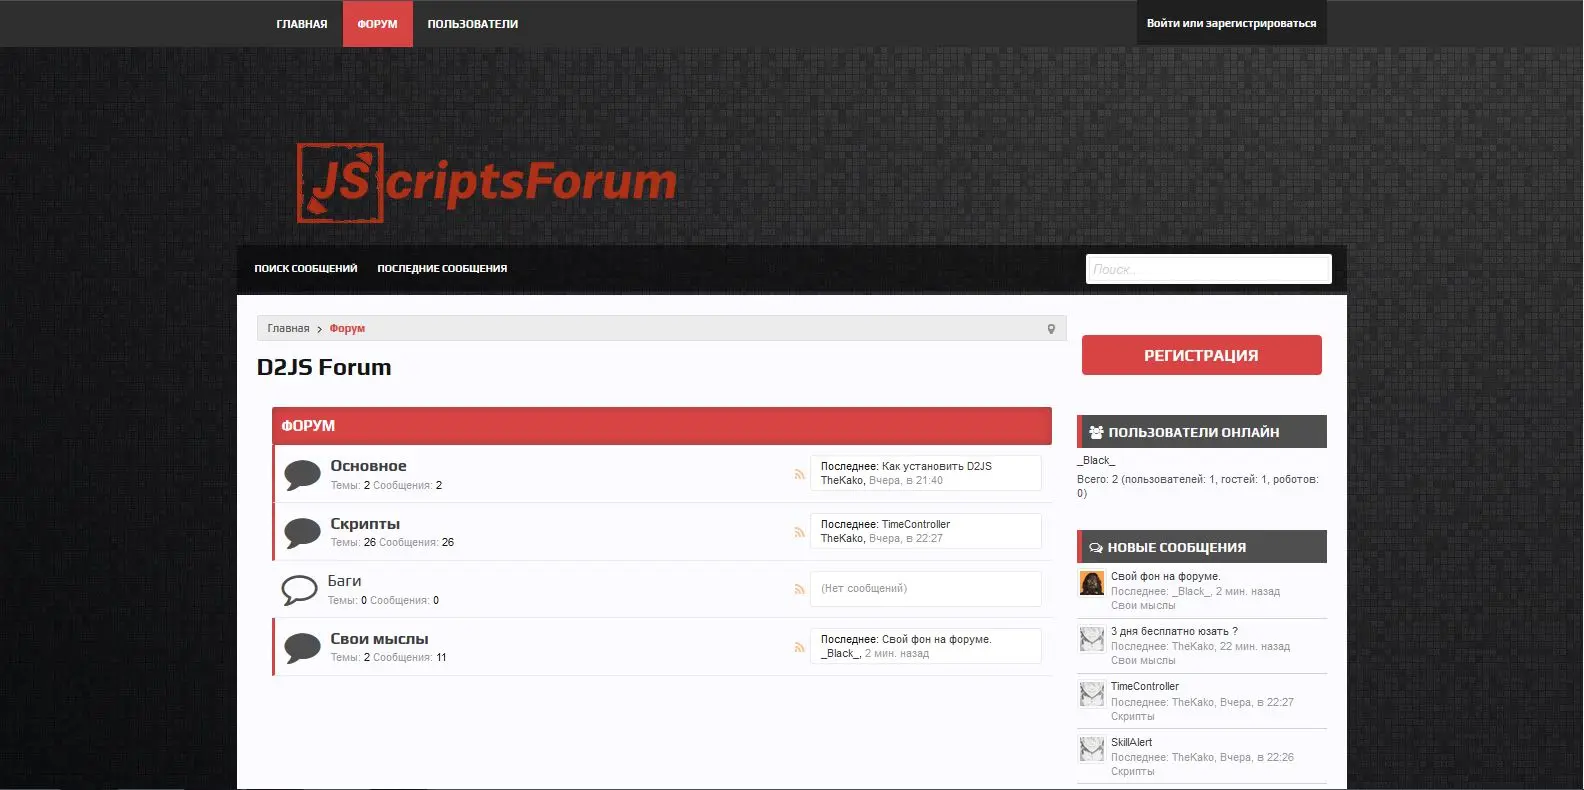 ГЛАВНАЯ ФОРУМ ПОЛЬЗОВАТЕЛИ Войти или зарегистрироваться
JScriptsForum
ПОИСК СООБЩЕНИЙ ПОСЛЕДНИЕ СООБЩЕНИЯ Поиск...
Главная > Форум
D2JS Forum
ФОРУМ
Основное
Темы: 2 Сообщения: 2
Последнее: Как установить D2JS
TheKako, Вчера, в 21:40
Скрипты
Темы: 26 Сообщения: 26
Последнее: TimeController
TheKako, Вчера, в 22:27
Баги
Темы: 0 Сообщения: 0
(Нет сообщений)
Свои мыслы
Темы: 2 Сообщения: 11
Последнее: Свой фон на форуме.
_Black_, 2 мин. назад
РЕГИСТРАЦИЯ
ПОЛЬЗОВАТЕЛИ ОНЛАЙН
_Black_
Всего: 2 (пользователей: 1, гостей: 1, роботов:
0)
НОВЫЕ СООБЩЕНИЯ
Свой фон на форуме.
Последнее: _Black_, 2 мин. назад
Свои мыслы
3 дня бесплатно юзать ?
Последнее: TheKako, 22 мин. назад
Свои мыслы
TimeController
Последнее: TheKako, Вчера, в 22:27
Скрипты
SkillAlert
Последнее: TheKako, Вчера, в 22:26
Скрипты